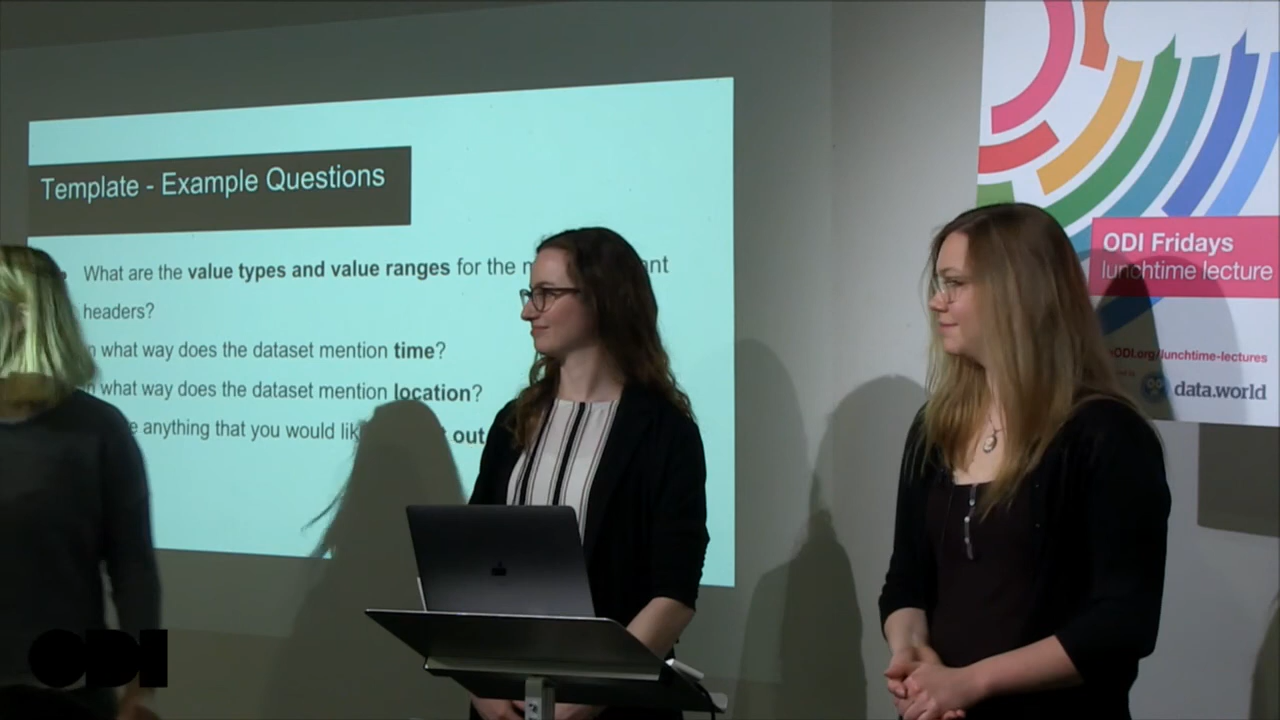 Template - Example Questions
What are the value types and value ranges for the
headers?
what way does the dataset mention time?
what way does the dataset mention location?
anything that you would out
ODI Fridays
lunchtime lecture
ODI.org/lunchtime-lectures
data.world
ODI